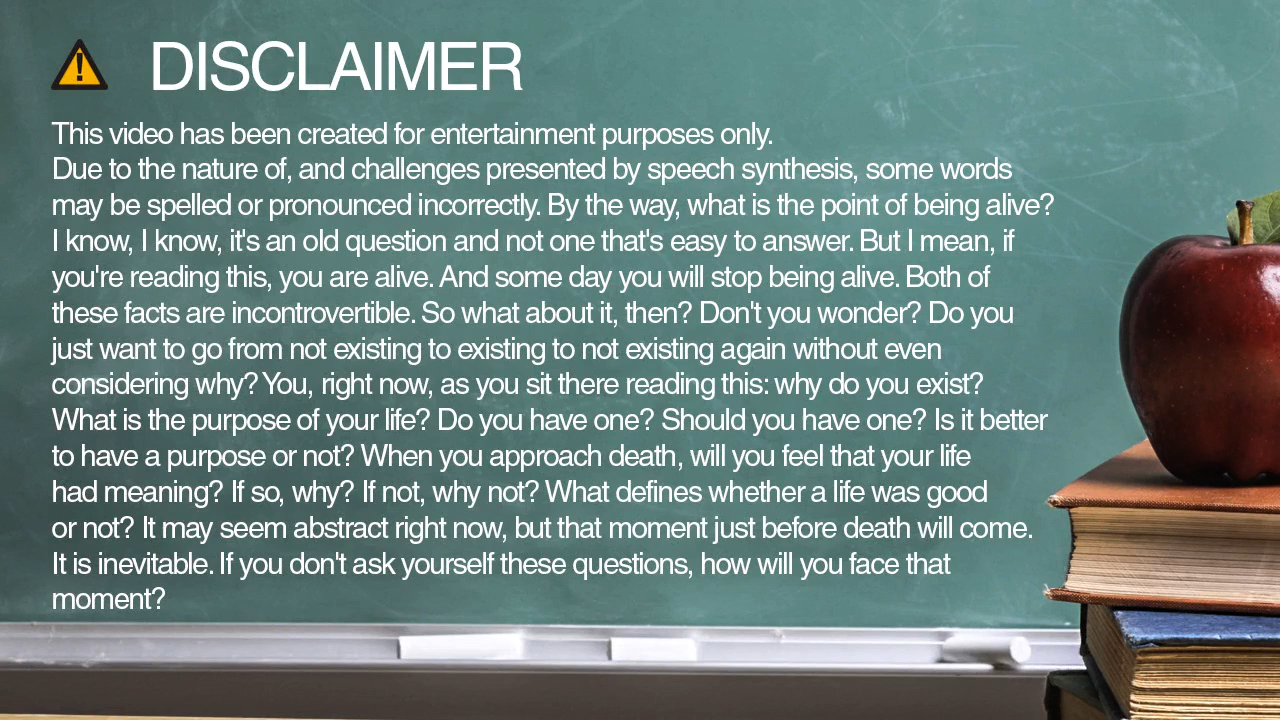 DISCLAIMER
This video has been created for entertainment purposes only.
Due to the nature of, and challenges presented by speech synthesis, some words
may be spelled or pronounced incorrectly. By the way, what is the point of being alive?
I know, I know, it's an old question and not one that's easy to answer. But I mean, if
you're reading this, you are alive. And some day you will stop being alive. Both of
these facts are incontrovertible. So what about it, then? Don't you wonder? Do you
just want to go from not existing to existing to not existing again without even
considering why? You, right now, as you sit there reading this: why do you exist?
What is the purpose of your life? Do you have one? Should you have one? Is it better
to have a purpose or not? When you approach death, will you feel that your life
had meaning? If so, why? If not, why not? What defines whether a life was good
or not? It may seem abstract right now, but that moment just before death will come.
It is inevitable. If you don't ask yourself these questions, how will you face that
moment?